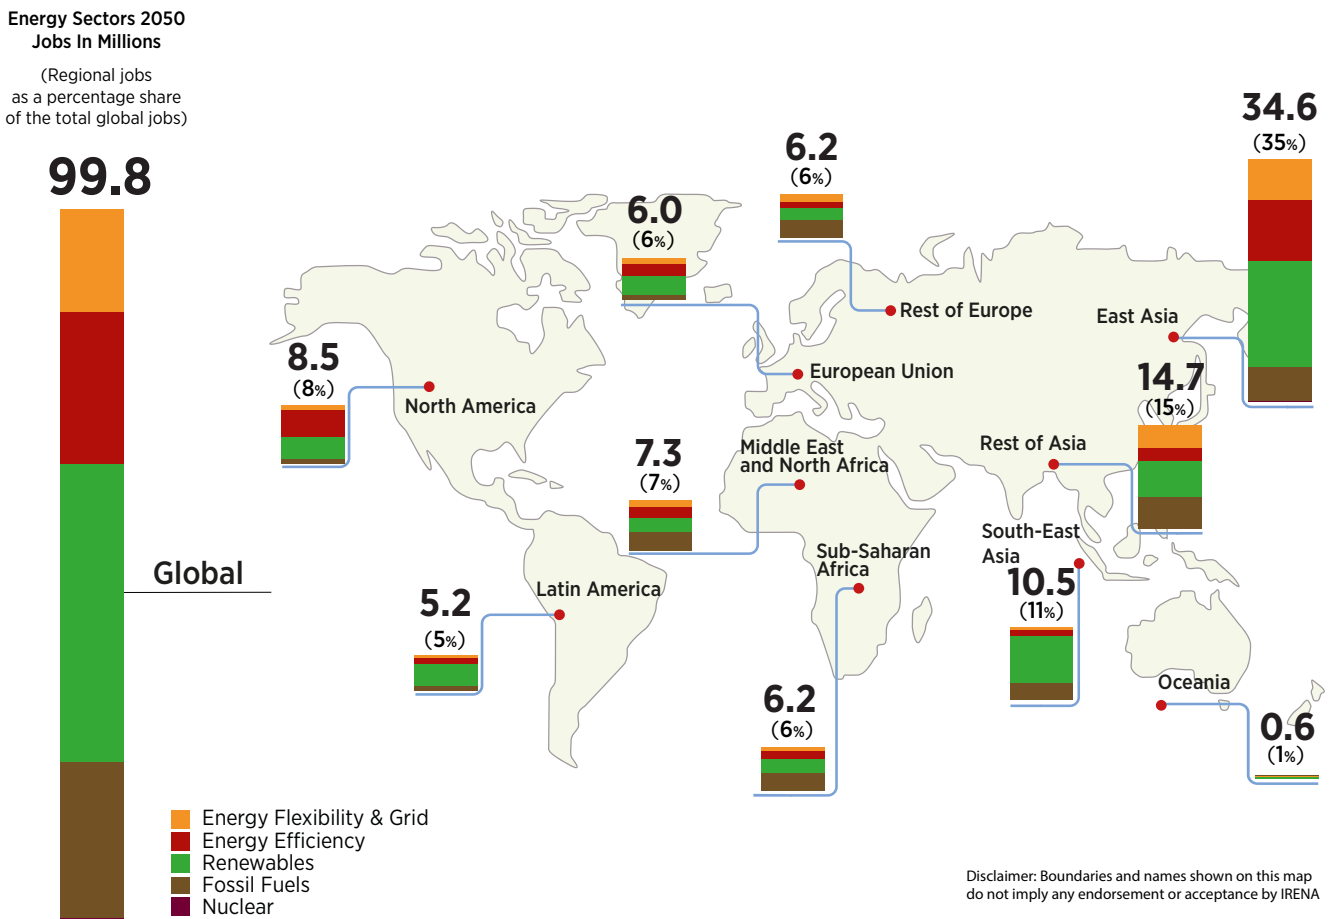 Energy Sectors 2050
Jobs In Millions
(Regional jobs
as a percentage share
of the total global jobs)
99.8
Global
34.6
(35%)
6.2
(6%)
6.0
(6%)
Rest of Europe
East Asia
8.5
(8%)
European Union
14.7
(15%)
North America
7.3
(7%)
Middle East
and North Africa
Rest of Asia
South-East
Asia
10.5
(11%)
Sub-Saharan
Africa
5.2
(5%)
Latin America
6.2
(6%)
Oceania
0.6
(1%)
Energy Flexibility & Grid
Energy Efficiency
Renewables
Fossil Fuels
Nuclear
Disclaimer: Boundaries and names shown on this map
do not imply any endorsement or acceptance by IRENA